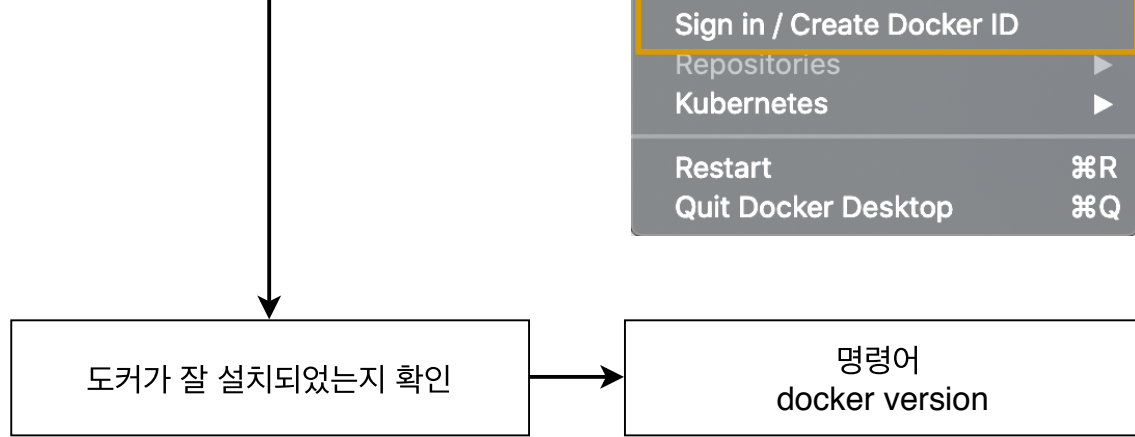 Sign in / Create Docker ID
Repositories ▶
Kubernetes ▶
Restart ⌘R
Quit Docker Desktop ⌘Q
도커가 잘 설치되었는지 확인
명령어
docker version